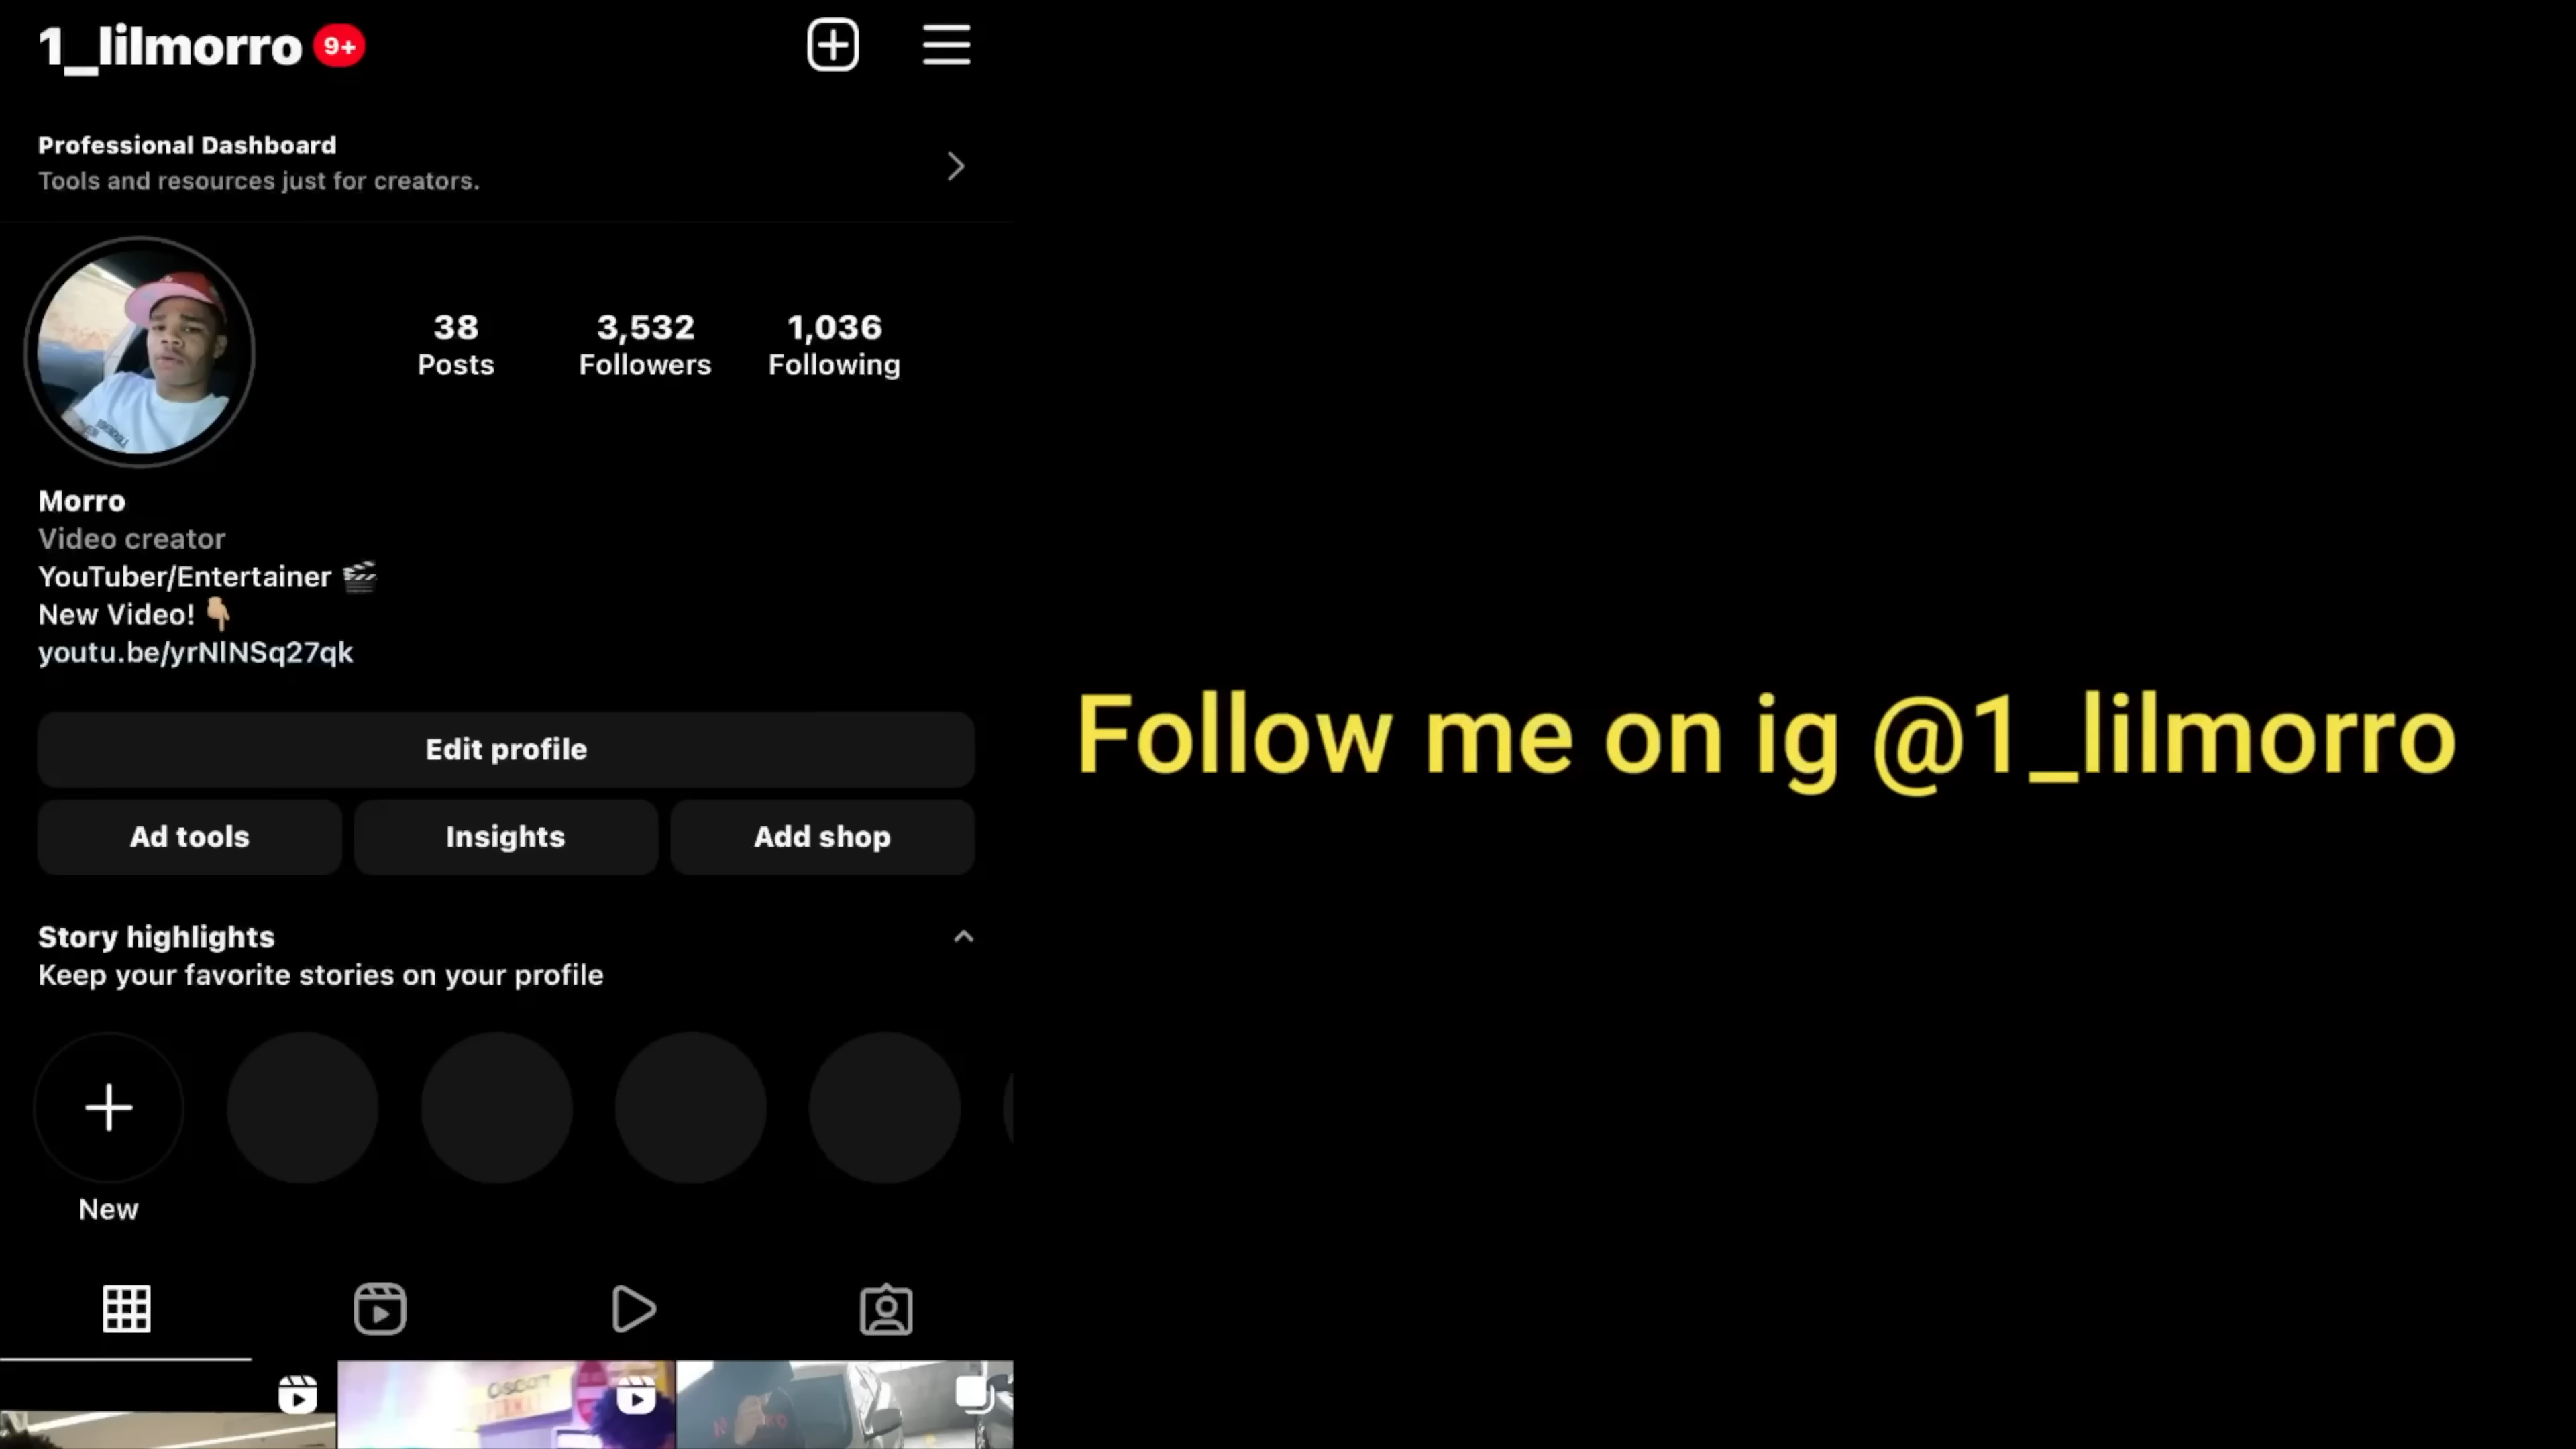 1_lilmorro 9+
Professional Dashboard
Tools and resources just for creators.
38 3,532 1,036
Posts Followers Following
Morro
Video creator
YouTuber/Entertainer 🎬
New Video! 👇🏼
youtu.be/yrNlNSq27qk
Edit profile
Ad tools Insights Add shop
Story highlights
Keep your favorite stories on your profile
New
Follow me on ig @1_lilmorro